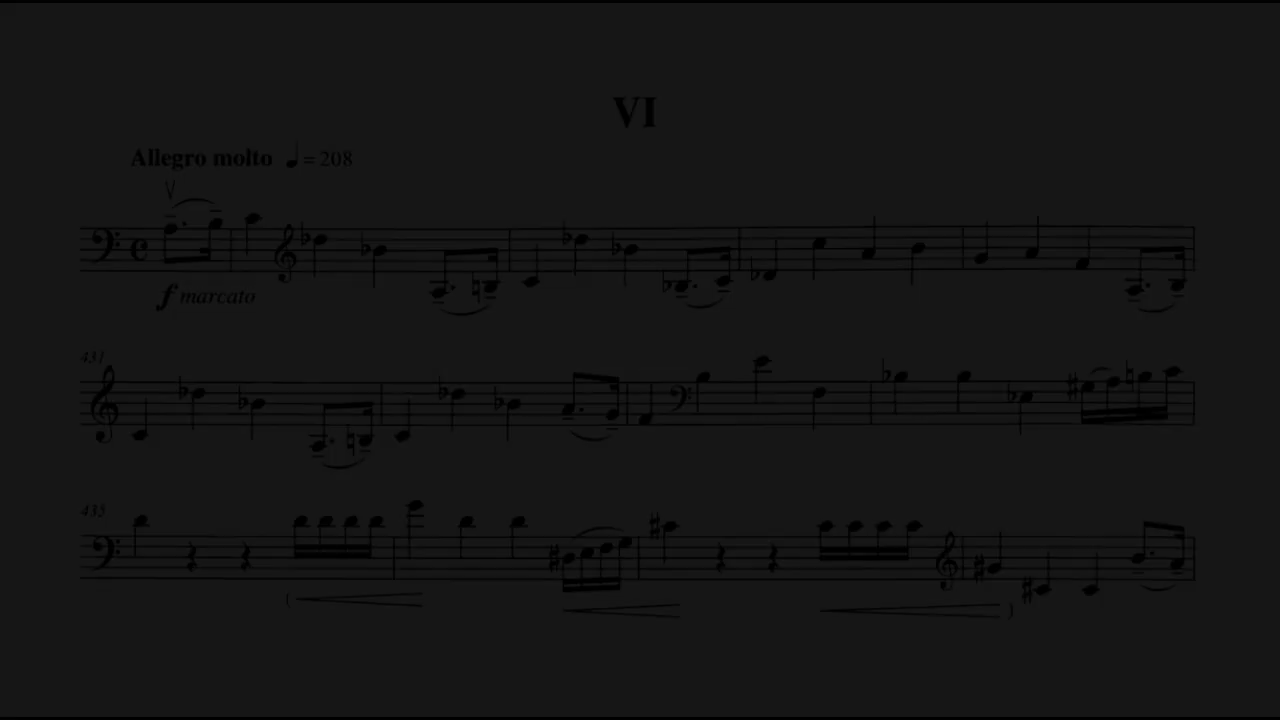 VI
Allegro molto ♩ = 208
f marcato
431
435